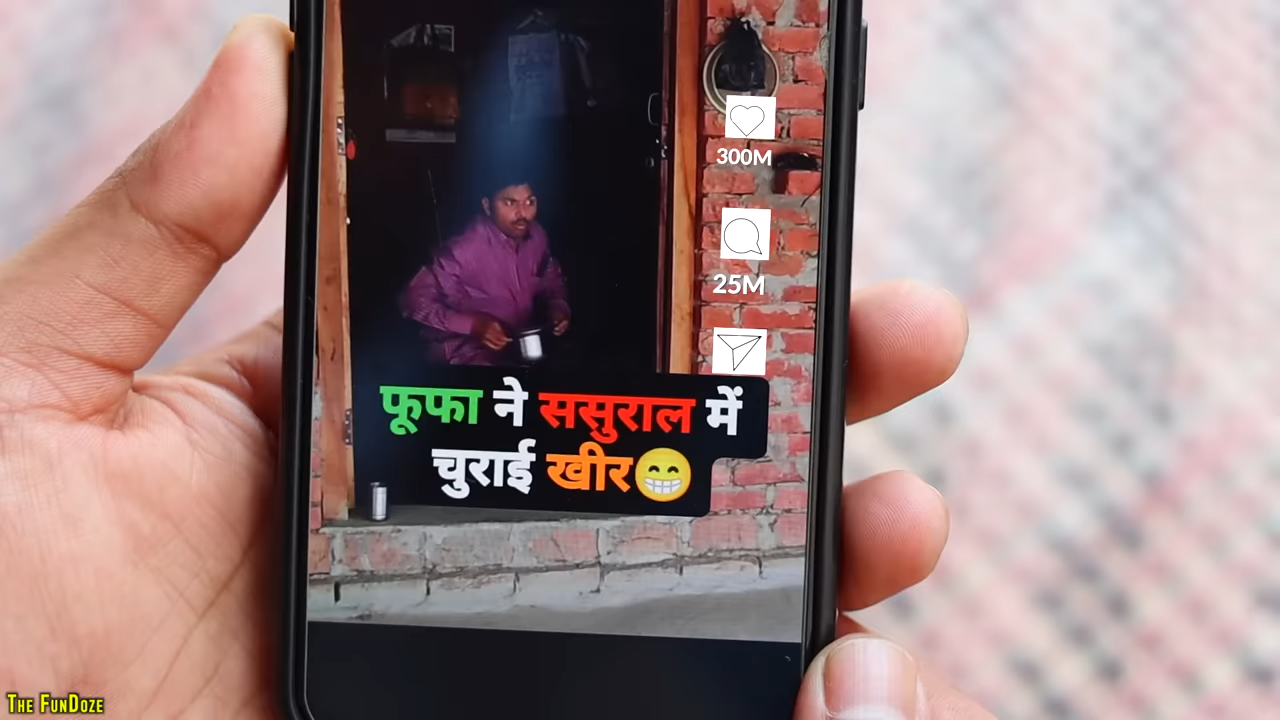 300M
25M
फूफा ने ससुराल में
चुराई खीर😁
THE FUNDOZE